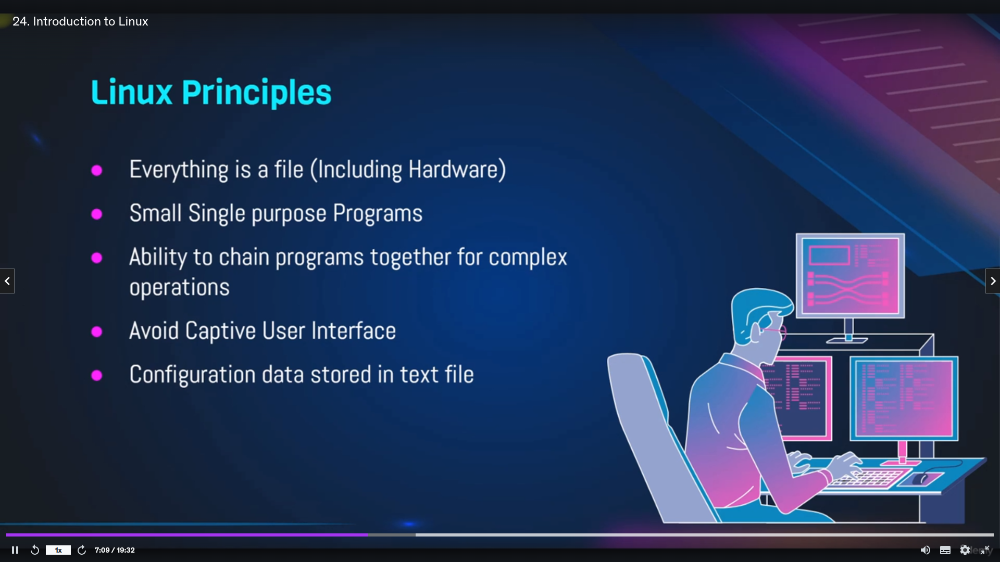 24. Introduction to Linux
Linux Principles
Everything is a file (Including Hardware)
Small Single purpose Programs
Ability to chain programs together for complex
operations
Avoid Captive User Interface
Configuration data stored in text file
1x
7:09 / 19:32